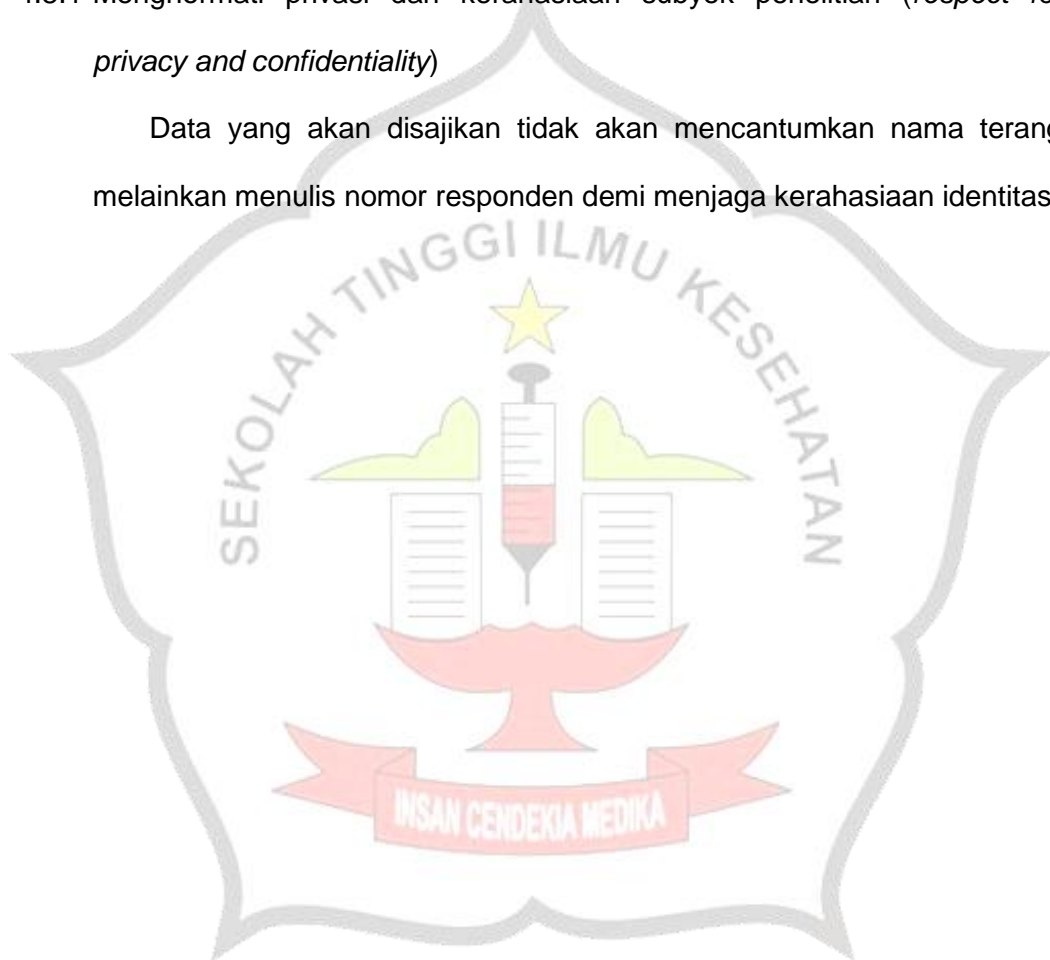 Menghormati privasi dan kerahasiaan subyek penelitian (respect
privacy and confidentiality)
Data yang akan disajikan tidak akan mencantumkan nama terang
melainkan menulis nomor responden demi menjaga kerahasiaan identitas
SEKOLAH TINGGI ILMU KESEHATAN
INSAN CENDEKIA MEDIKA